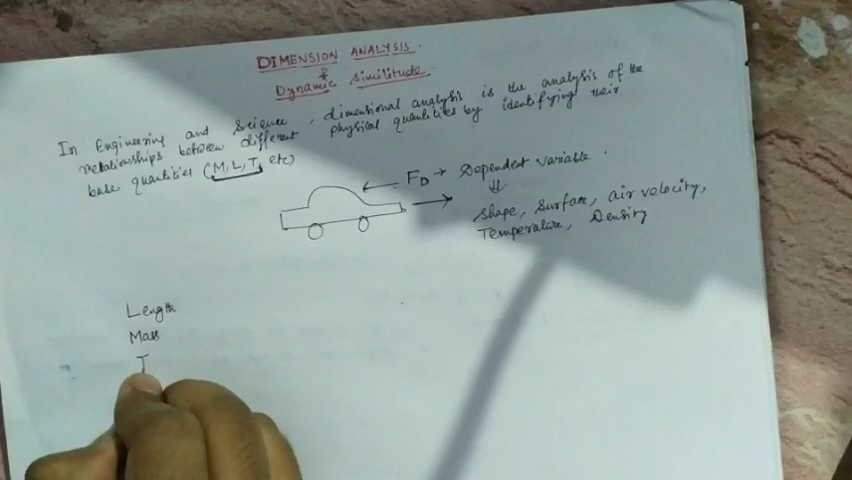 DIMENSION ANALYSIS.
&
Dynamic Similitude.
In Engineering and Science, dimensional analysis is the analysis of the
relationships between different physical quantities by identifying their
base quantities (M, L, T, etc)
FD → Dependent variable.
shape, Surface, air velocity,
Temperature, Density.
Length
Mass
T